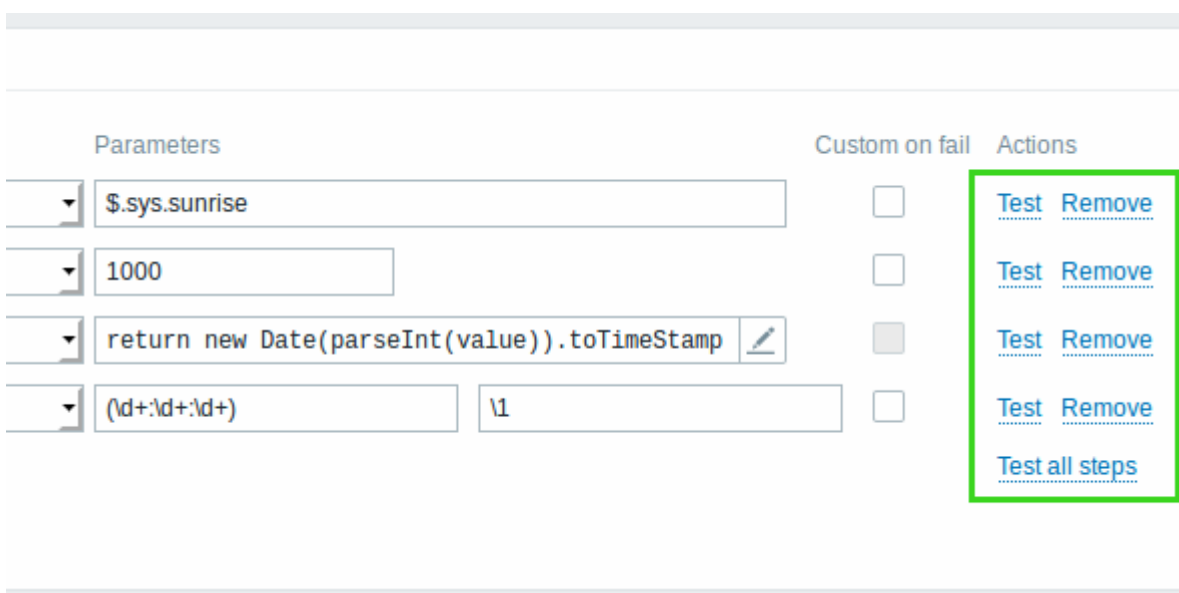 Parameters Custom on fail Actions
$.sys.sunrise Test Remove
1000 Test Remove
return new Date(parseInt(value)).toTimeStamp Test Remove
(\d+:\d+:\d+) \1 Test Remove
Test all steps